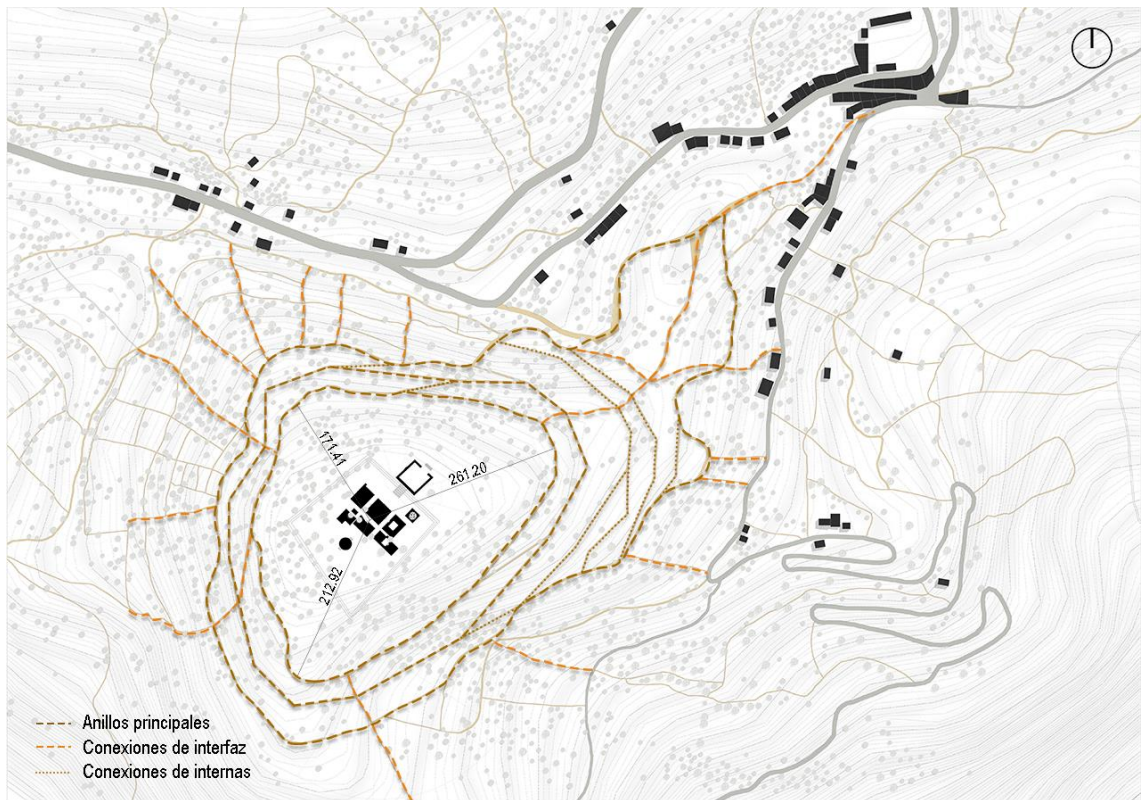 171.41
261.20
212.92
Anillos principales
Conexiones de interfaz
Conexiones de internas